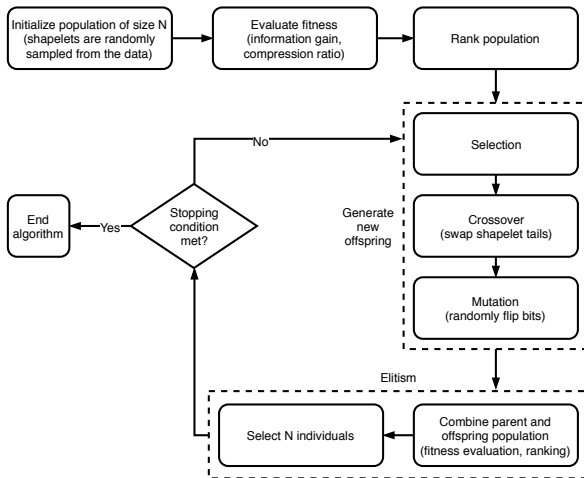 Initialize population of size N
(shapelets are randomly
sampled from the data)
Evaluate fitness
(information gain,
compression ratio)
Rank population
No
Selection
End
algorithm
Yes
Stopping
condition
met?
Generate
new
offspring
Crossover
(swap shapelet tails)
Mutation
(randomly flip bits)
Elitism
Select N individuals
Combine parent and
offspring population
(fitness evaluation, ranking)